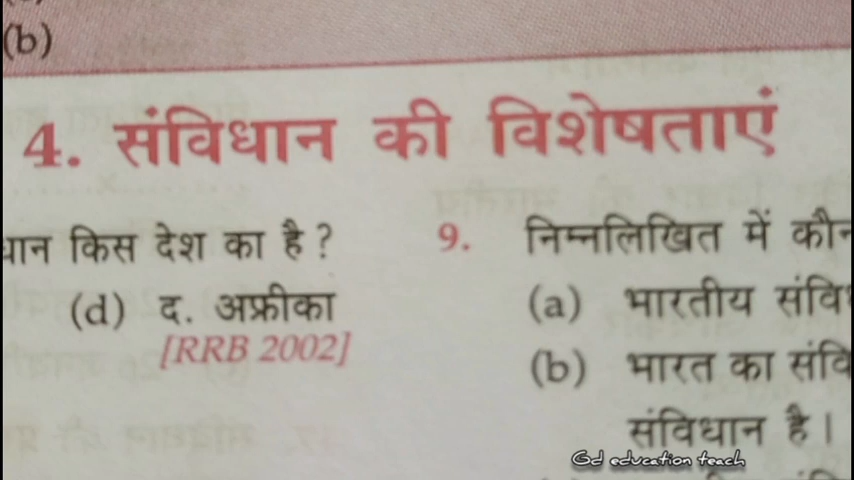 (b)
4. संविधान की विशेषताएं
किस देश का है ?
(d) द. अफ्रीका
[RRB 2002]
9. निम्नलिखित में
(a) भारतीय
(b) भारत का
संविधान है।
Gd education teach